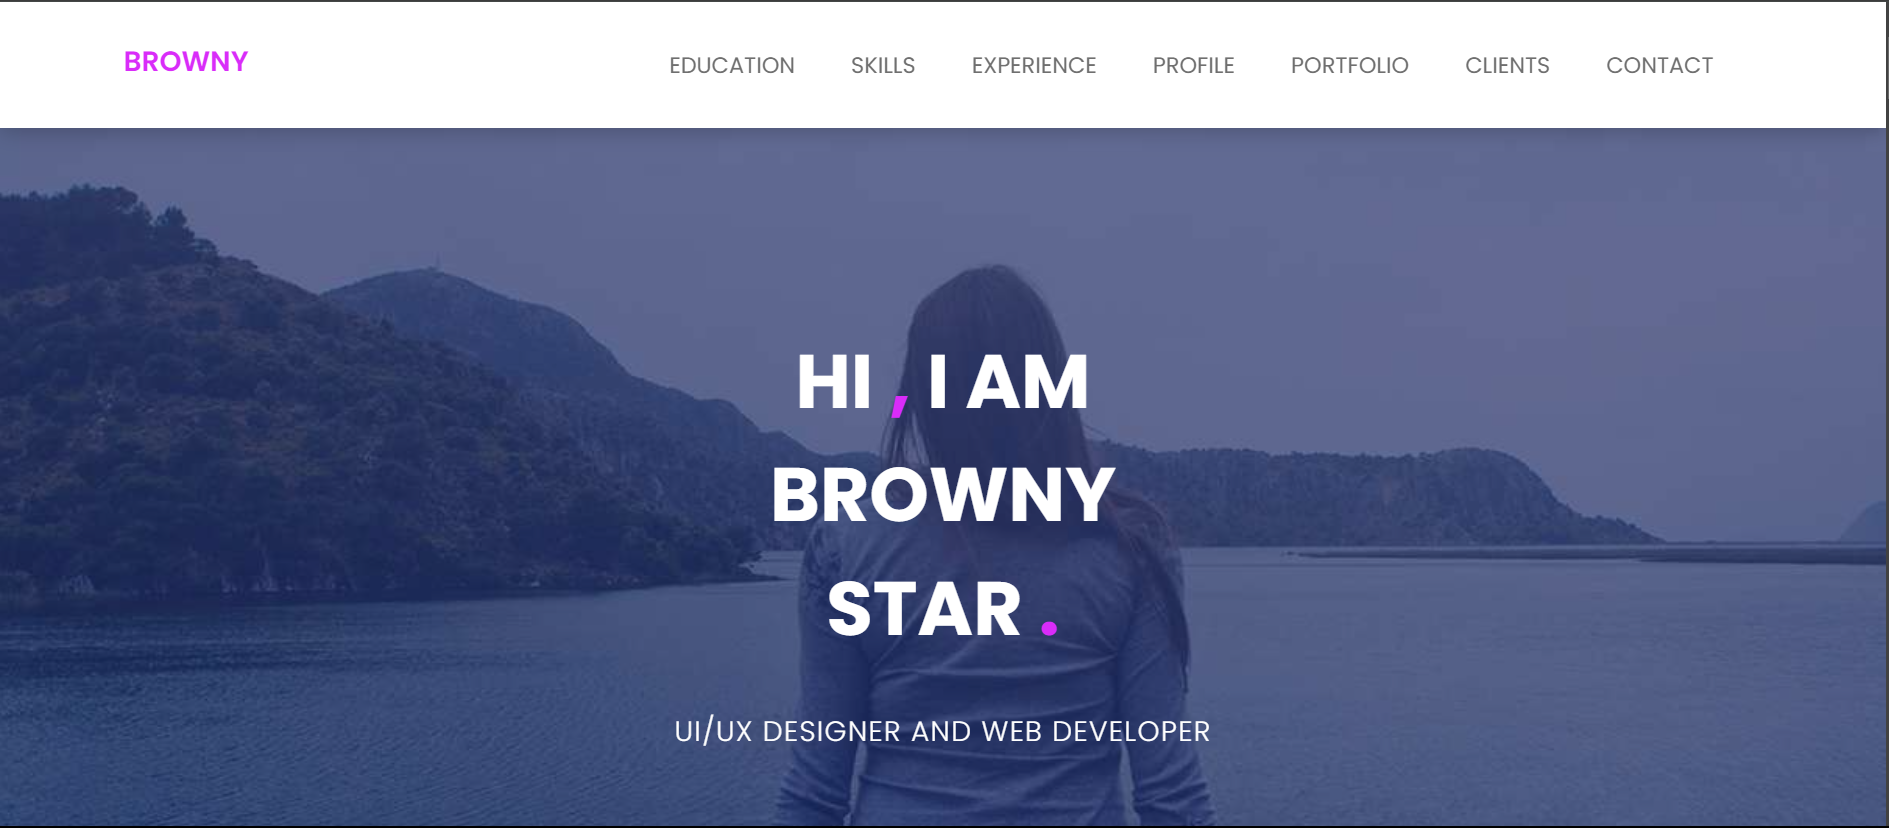 BROWNY
EDUCATION SKILLS EXPERIENCE PROFILE PORTFOLIO CLIENTS CONTACT
HI , I AM
BROWNY
STAR .
UI/UX DESIGNER AND WEB DEVELOPER